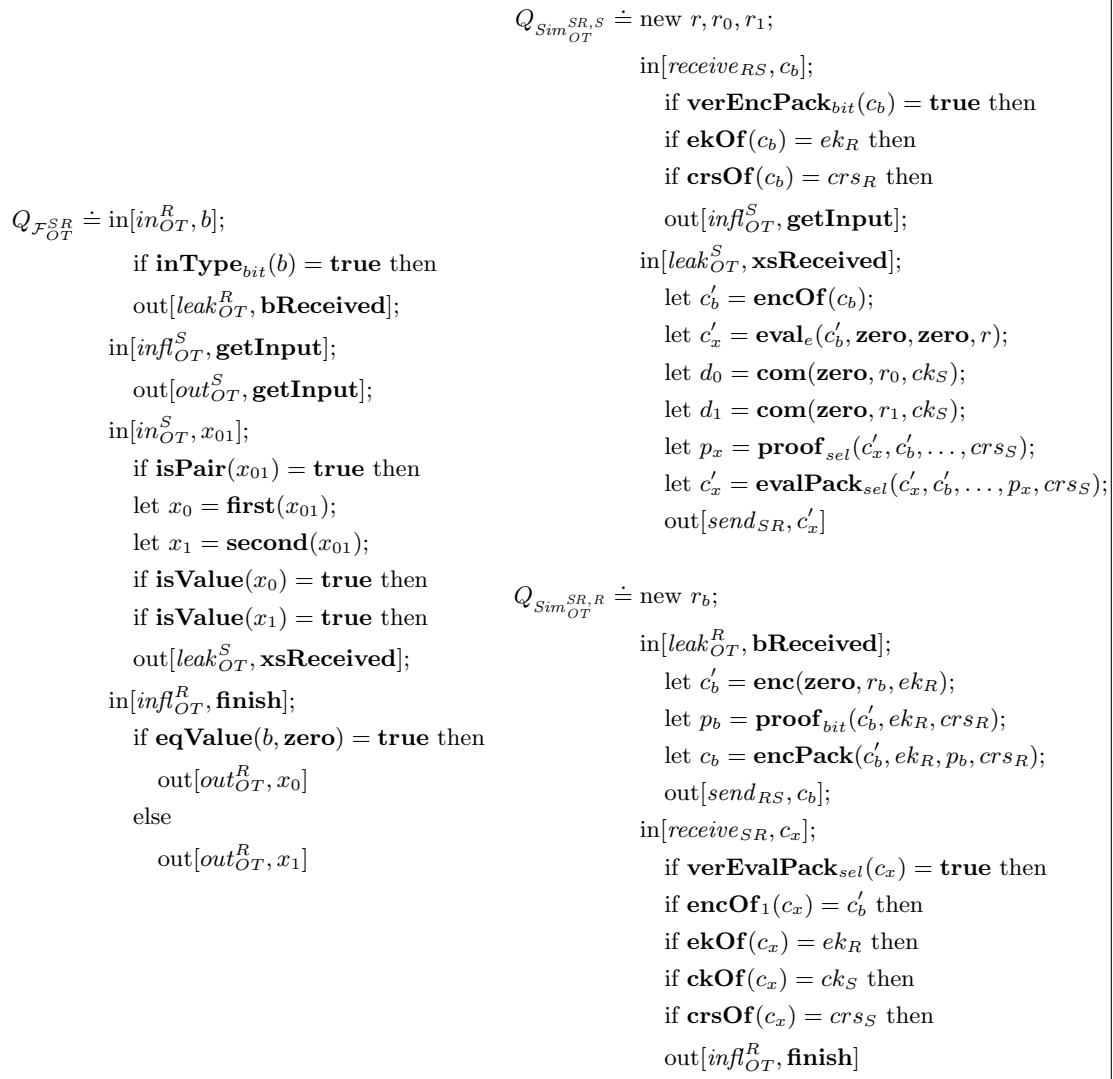 Q_{\mathcal{F}_{OT}^{SR}} ≐ in[in_{OT}^{R}, b];
if inType_{bit}(b) = true then
out[leak_{OT}^{R}, bReceived];
in[infl_{OT}^{S}, getInput];
out[out_{OT}^{S}, getInput];
in[in_{OT}^{S}, x_{01}];
if isPair(x_{01}) = true then
let x_0 = first(x_{01});
let x_1 = second(x_{01});
if isValue(x_0) = true then
if isValue(x_1) = true then
out[leak_{OT}^{S}, xsReceived];
in[infl_{OT}^{R}, finish];
if eqValue(b, zero) = true then
out[out_{OT}^{R}, x_0]
else
out[out_{OT}^{R}, x_1]
Q_{Sim_{OT}^{SR,S}} ≐ new r, r_0, r_1;
in[receive_{RS}, c_b];
if verEncPack_{bit}(c_b) = true then
if ekOf(c_b) = ek_R then
if crsOf(c_b) = crs_R then
out[infl_{OT}^{S}, getInput];
in[leak_{OT}^{S}, xsReceived];
let c'_b = encOf(c_b);
let c'_x = eval_e(c'_b, zero, zero, r);
let d_0 = com(zero, r_0, ck_S);
let d_1 = com(zero, r_1, ck_S);
let p_x = proof_{sel}(c'_x, c'_b, ..., crs_S);
let c'_x = evalPack_{sel}(c'_x, c'_b, ..., p_x, crs_S);
out[send_{SR}, c'_x]
Q_{Sim_{OT}^{SR,R}} ≐ new r_b;
in[leak_{OT}^{R}, bReceived];
let c'_b = enc(zero, r_b, ek_R);
let p_b = proof_{bit}(c'_b, ek_R, crs_R);
let c_b = encPack(c'_b, ek_R, p_b, crs_R);
out[send_{RS}, c_b];
in[receive_{SR}, c_x];
if verEvalPack_{sel}(c_x) = true then
if encOf_1(c_x) = c'_b then
if ekOf(c_x) = ek_R then
if ckOf(c_x) = ck_S then
if crsOf(c_x) = crs_S then
out[infl_{OT}^{R}, finish]